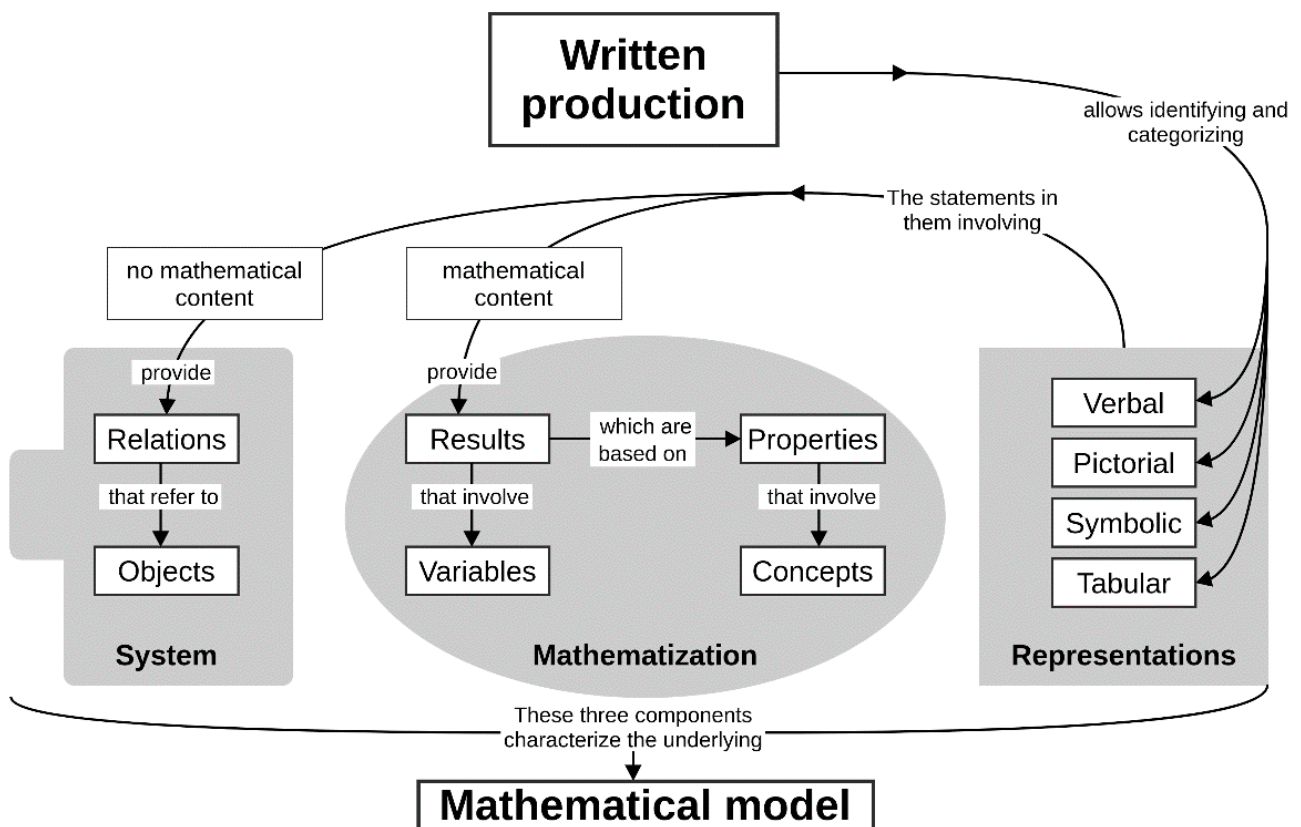 Written
production
allows identifying and
categorizing
The statements in
them involving
no mathematical
content
mathematical
content
provide
provide
Relations
Results
which are
based on
Properties
Verbal
Pictorial
that refer to
that involve
that involve
Symbolic
Objects
Variables
Concepts
Tabular
System
Mathematization
Representations
These three components
characterize the underlying
Mathematical model